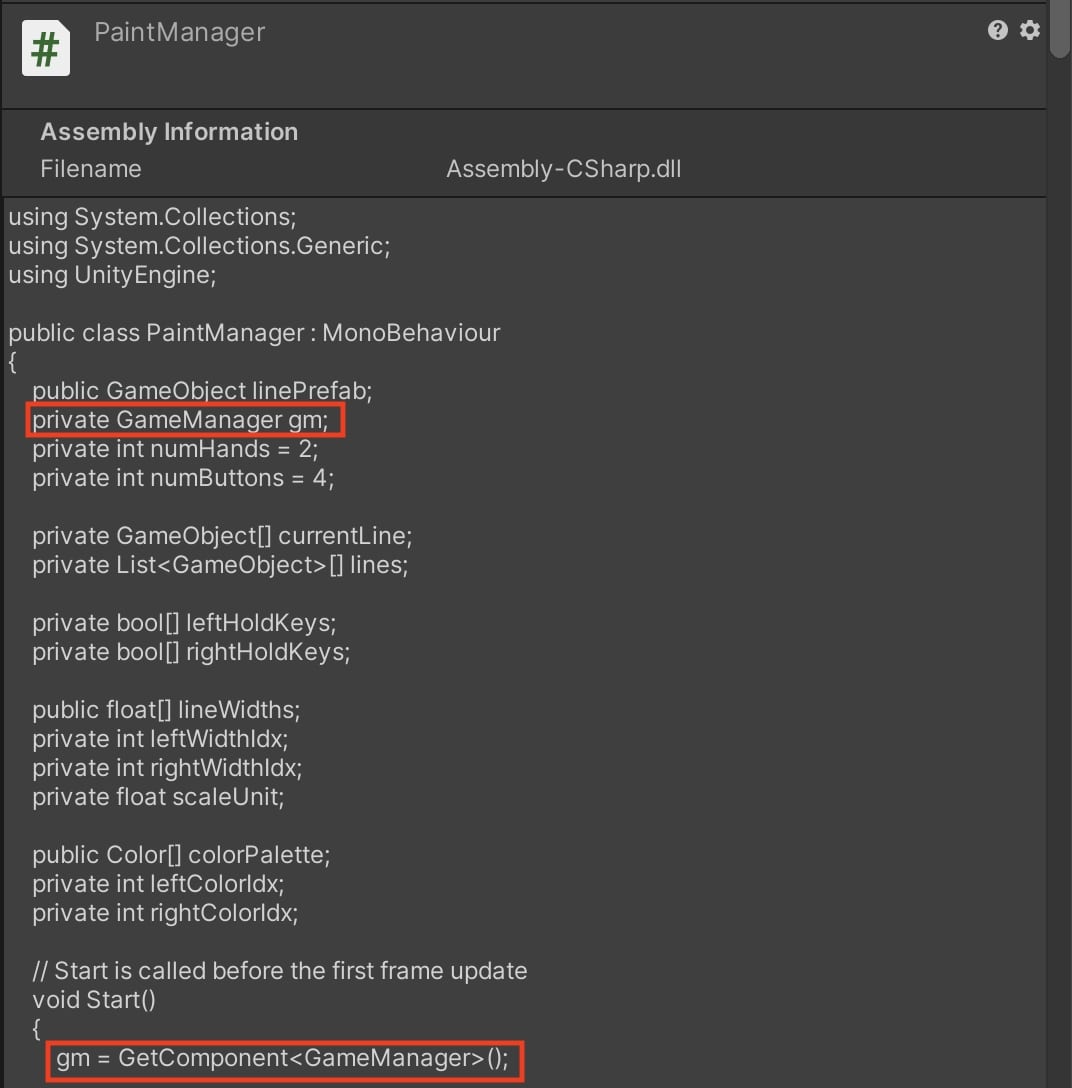 PaintManager
Assembly Information
Filename Assembly-CSharp.dll
using System.Collections;
using System.Collections.Generic;
using UnityEngine;
public class PaintManager : MonoBehaviour
{
public GameObject linePrefab;
private GameManager gm;
private int numHands = 2;
private int numButtons = 4;
private GameObject[] currentLine;
private List<GameObject>[] lines;
private bool[] leftHoldKeys;
private bool[] rightHoldKeys;
public float[] lineWidths;
private int leftWidthIdx;
private int rightWidthIdx;
private float scaleUnit;
public Color[] colorPalette;
private int leftColorIdx;
private int rightColorIdx;
// Start is called before the first frame update
void Start()
{
gm = GetComponent<GameManager>();